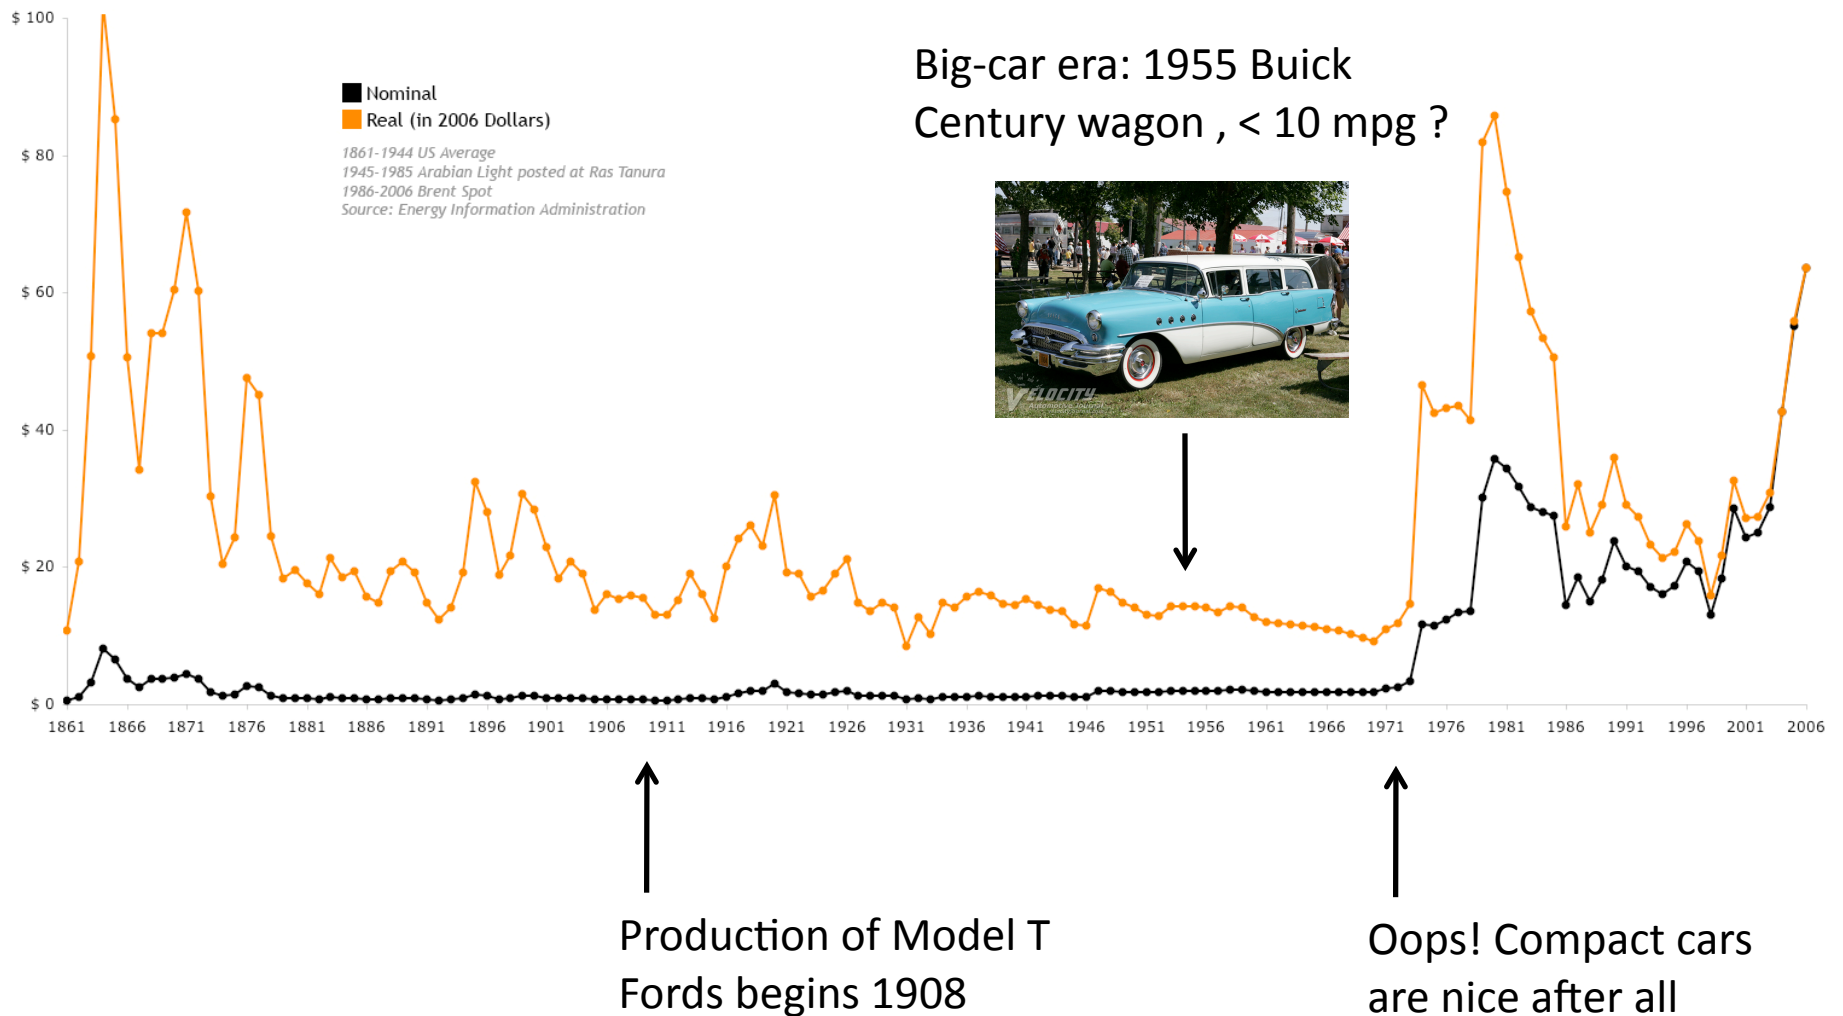 $ 100
Big-car era: 1955 Buick
Century wagon , < 10 mpg ?
Nominal
Real (in 2006 Dollars)
1861-1944 US Average
1945-1985 Arabian Light posted at Ras Tanura
1986-2006 Brent Spot
Source: Energy Information Administration
$ 80
$ 60
VELOCITY
Automotive Journal
$ 40
$ 20
$ 0
1861 1866 1871 1876 1881 1886 1891 1896 1901 1906 1911 1916 1921 1926 1931 1936 1941 1946 1951 1956 1961 1966 1971 1976 1981 1986 1991 1996 2001 2006
Production of Model T
Fords begins 1908
Oops! Compact cars
are nice after all